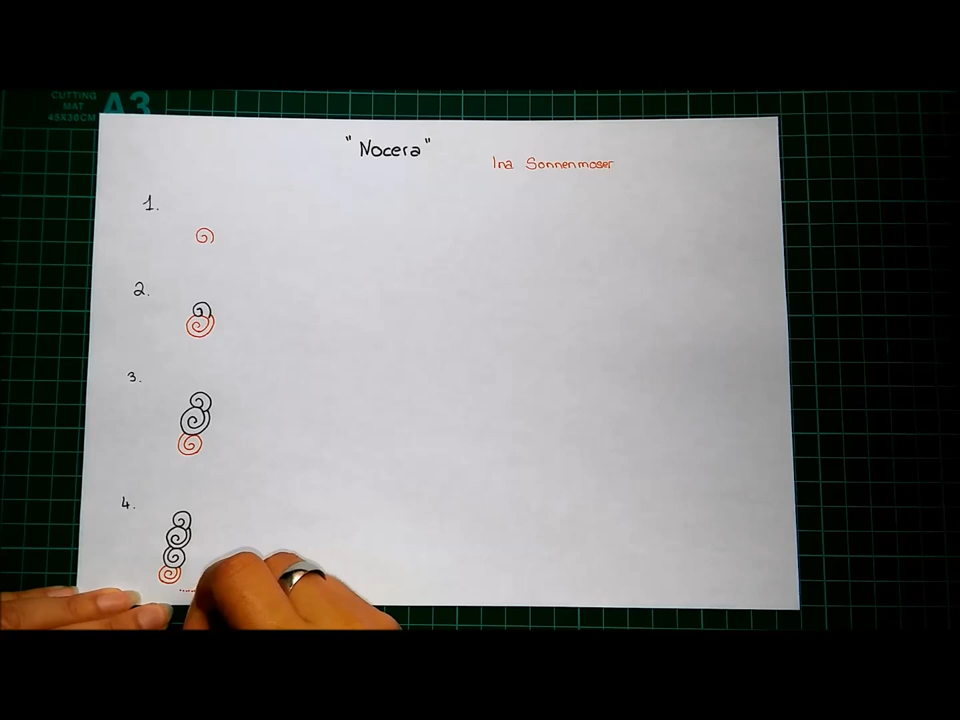 CUTTING
MAT
45X30CM
A3
"Nocera"
Ina Sonnenmoser
1.
2.
3.
4.